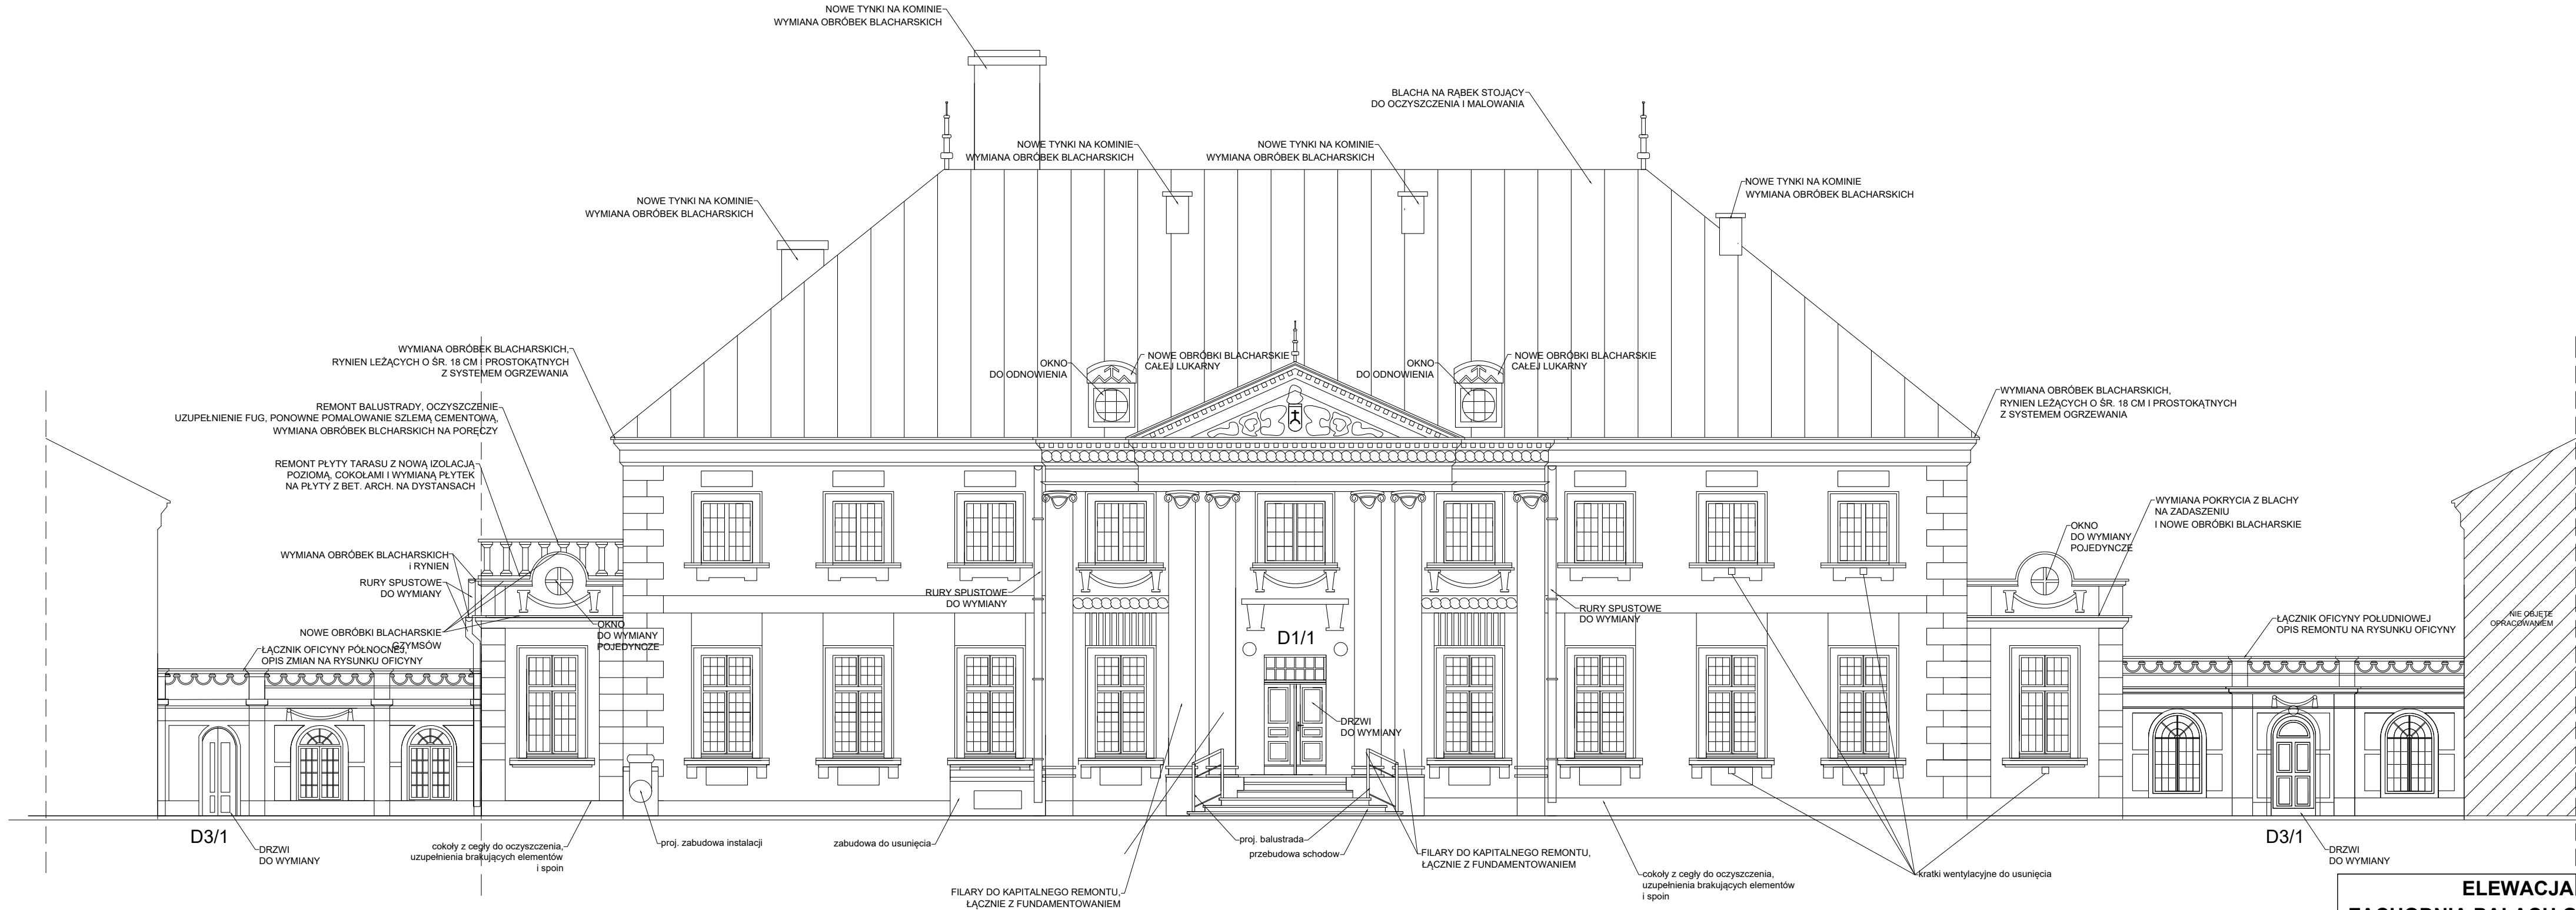 NOWE TYNKI NA KOMINIE
WYMIANA OBRÓBEK BLACHARSKICH
BLACHA NA RĄBEK STOJĄCY
DO OCZYSZCZENIA I MALOWANIA
NOWE TYNKI NA KOMINIE
WYMIANA OBRÓBEK BLACHARSKICH
NOWE TYNKI NA KOMINIE
WYMIANA OBRÓBEK BLACHARSKICH
NOWE TYNKI NA KOMINIE
WYMIANA OBRÓBEK BLACHARSKICH
NOWE TYNKI NA KOMINIE
WYMIANA OBRÓBEK BLACHARSKICH
WYMIANA OBRÓBEK BLACHARSKICH,
RYNIEN LEŻĄCYCH O ŚR. 18 CM I PROSTOKĄTNYCH
Z SYSTEMEM OGRZEWANIA
OKNO
DO ODNOWIENIA
NOWE OBRÓBKI BLACHARSKIE
CAŁEJ LUKARNY
OKNO
DO ODNOWIENIA
NOWE OBRÓBKI BLACHARSKIE
CAŁEJ LUKARNY
WYMIANA OBRÓBEK BLACHARSKICH,
RYNIEN LEŻĄCYCH O ŚR. 18 CM I PROSTOKĄTNYCH
Z SYSTEMEM OGRZEWANIA
REMONT BALUSTRADY, OCZYSZCZENIE
UZUPEŁNIENIE FUG, PONOWNE POMALOWANIE SZLEMĄ CEMENTOWĄ,
WYMIANA OBRÓBEK BLCHARSKICH NA PORĘCZY
REMONT PŁYTY TARASU Z NOWĄ IZOLACJĄ
POZIOMĄ, COKOŁAMI I WYMIANĄ PŁYTEK
NA PŁYTY Z BET. ARCH. NA DYSTANSACH
WYMIANA POKRYCIA Z BLACHY
NA ZADASZENIU
I NOWE OBRÓBKI BLACHARSKIE
OKNO
DO WYMIANY
POJEDYNCZE
WYMIANA OBRÓBEK BLACHARSKICH
i RYNIEN
RURY SPUSTOWE
DO WYMIANY
RURY SPUSTOWE
DO WYMIANY
RURY SPUSTOWE
DO WYMIANY
NIE OBJĘTE
OPRACOWANIEM
NOWE OBRÓBKI BLACHARSKIE
GZYMSÓW
OKNO
DO WYMIANY
POJEDYNCZE
ŁĄCZNIK OFICYNY PÓŁNOCNEJ,
OPIS ZMIAN NA RYSUNKU OFICYNY
D1/1
ŁĄCZNIK OFICYNY POŁUDNIOWEJ
OPIS REMONTU NA RYSUNKU OFICYNY
DRZWI
DO WYMIANY
D3/1
DRZWI
DO WYMIANY
cokoły z cegły do oczyszczenia,
uzupełnienia brakujących elementów
i spoin
proj. zabudowa instalacji
zabudowa do usunięcia
proj. balustrada
przebudowa schodow
FILARY DO KAPITALNEGO REMONTU,
ŁĄCZNIE Z FUNDAMENTOWANIEM
FILARY DO KAPITALNEGO REMONTU,
ŁĄCZNIE Z FUNDAMENTOWANIEM
cokoły z cegły do oczyszczenia,
uzupełnienia brakujących elementów
i spoin
kratki wentylacyjne do usunięcia
D3/1
DRZWI
DO WYMIANY
ELEWACJA